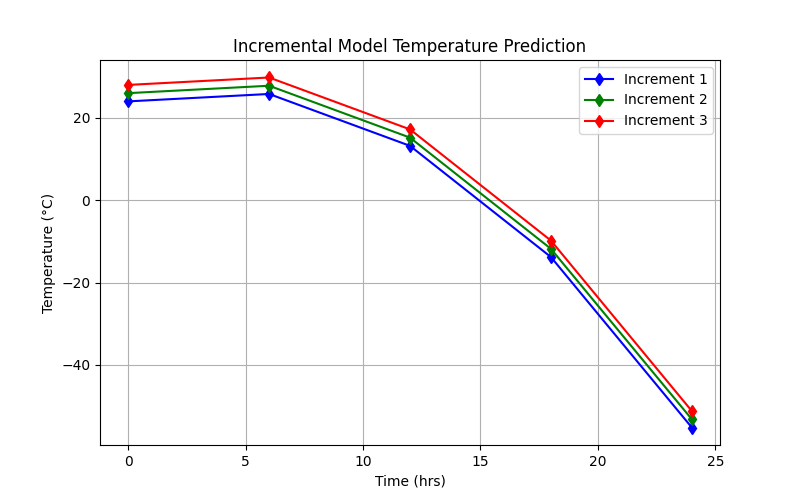 Incremental Model Temperature Prediction
Increment 1
Increment 2
Increment 3
Temperature (°C)
20
0
−20
−40
0 5 10 15 20 25
Time (hrs)